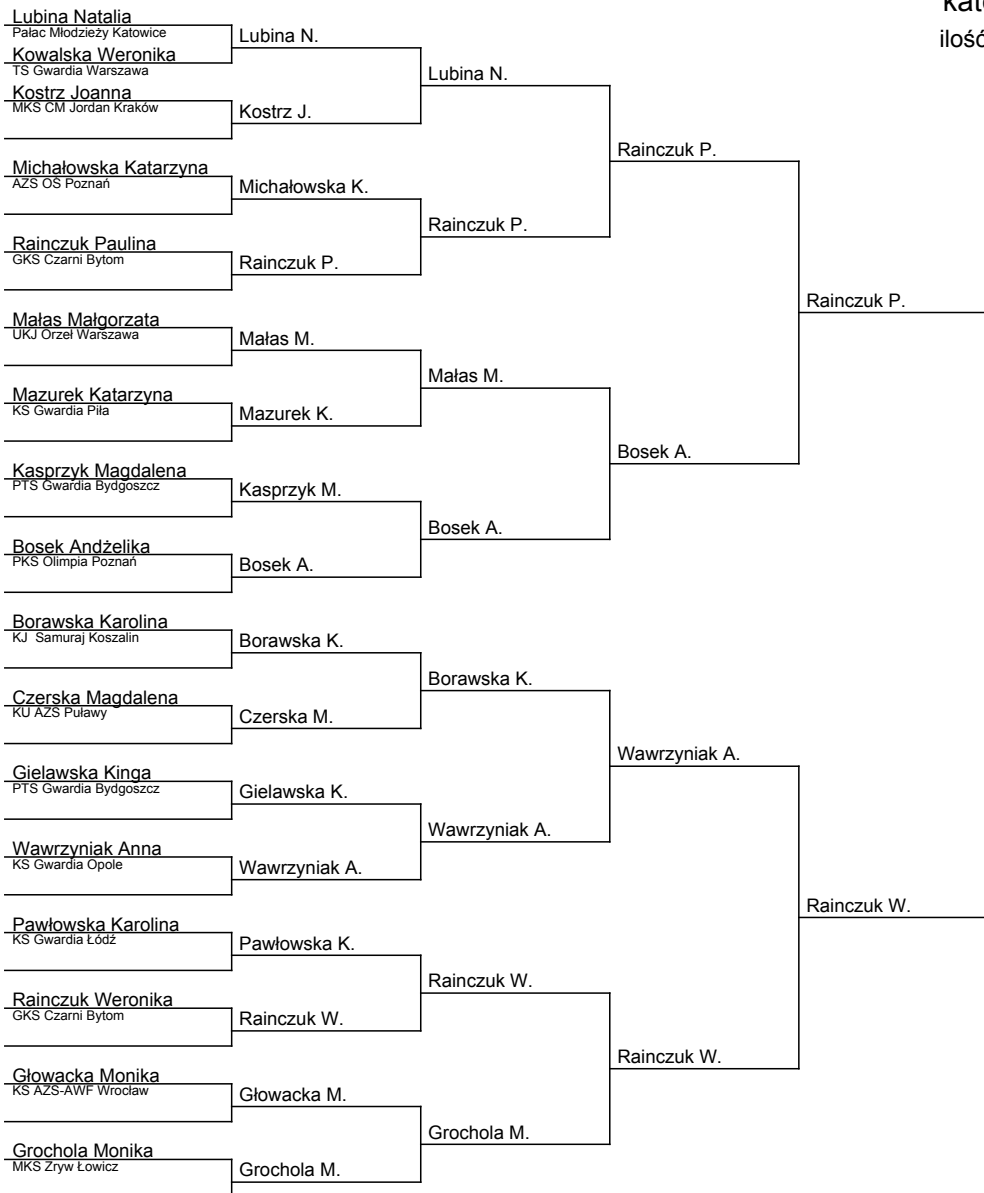 kat
ilość
Lubina Natalia
Pałac Młodzieży Katowice
Lubina N.
Kowalska Weronika
TS Gwardia Warszawa
Lubina N.
Kostrz Joanna
MKS CM Jordan Kraków
Kostrz J.
Rainczuk P.
Michałowska Katarzyna
AZS OŚ Poznań
Michałowska K.
Rainczuk P.
Rainczuk Paulina
GKS Czarni Bytom
Rainczuk P.
Rainczuk P.
Małas Małgorzata
UKJ Orzeł Warszawa
Małas M.
Małas M.
Mazurek Katarzyna
KS Gwardia Piła
Mazurek K.
Bosek A.
Kasprzyk Magdalena
PTS Gwardia Bydgoszcz
Kasprzyk M.
Bosek A.
Bosek Andżelika
PKS Olimpia Poznań
Bosek A.
Borawska Karolina
KJ Samuraj Koszalin
Borawska K.
Borawska K.
Czerska Magdalena
KU AZS Puławy
Czerska M.
Wawrzyniak A.
Gielawska Kinga
PTS Gwardia Bydgoszcz
Gielawska K.
Wawrzyniak A.
Wawrzyniak Anna
KS Gwardia Opole
Wawrzyniak A.
Rainczuk W.
Pawłowska Karolina
KS Gwardia Łódź
Pawłowska K.
Rainczuk W.
Rainczuk Weronika
GKS Czarni Bytom
Rainczuk W.
Rainczuk W.
Głowacka Monika
KS AZS-AWF Wrocław
Głowacka M.
Grochola M.
Grochola Monika
MKS Zryw Łowicz
Grochola M.